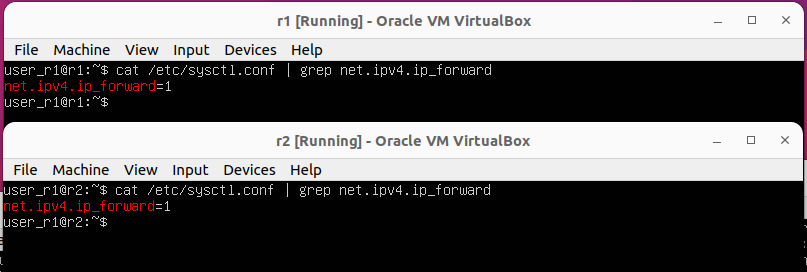 r1 [Running] - Oracle VM VirtualBox
File Machine View Input Devices Help
user_r1@r1:~$ cat /etc/sysctl.conf | grep net.ipv4.ip_forward
net.ipv4.ip_forward=1
user_r1@r1:~$
r2 [Running] - Oracle VM VirtualBox
File Machine View Input Devices Help
user_r1@r2:~$ cat /etc/sysctl.conf | grep net.ipv4.ip_forward
net.ipv4.ip_forward=1
user_r1@r2:~$